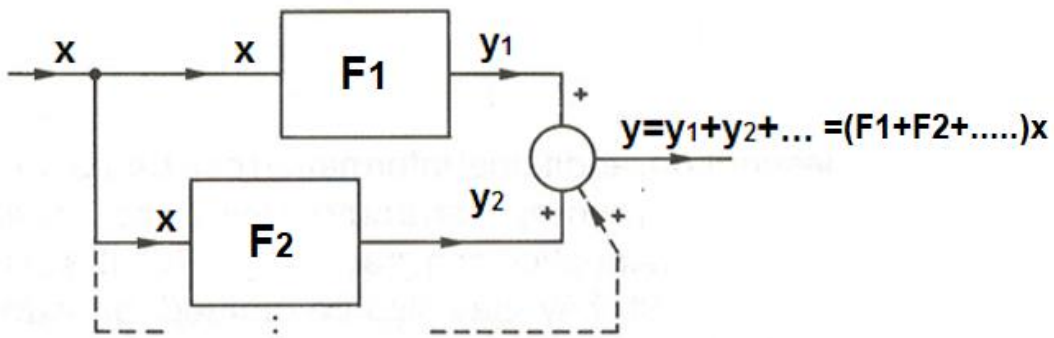 x x F1 y₁
+
y=y₁+y₂+... =(F1+F2+.....)x
x F2 y₂ + +
⋮